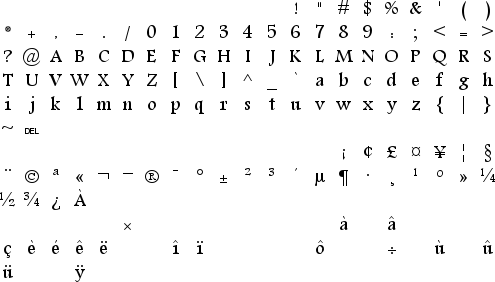 ! " # $ % & ' ( )
* + , - . / 0 1 2 3 4 5 6 7 8 9 : ; < = >
? @ A B C D E F G H I J K L M N O P Q R S
T U V W X Y Z [ \ ] ^ _ ` a b c d e f g h
i j k l m n o p q r s t u v w x y z { | }
~ DEL
¡ ¢ £ ¤ ¥ ¦ §
¨ © ª « ¬ - ® ¯ ° ± ² ³ ´ µ ¶ · ¸ ¹ º » ¼
½ ¾ ¿ À
× à â
ç è é ê ë î ï ô ÷ ù û
ü ÿ